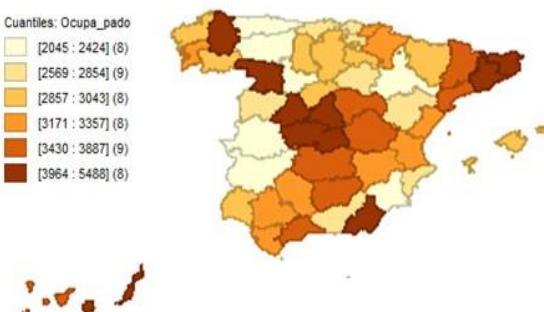 Cuantiles: Ocupa_pado
[2045 : 2424] (8)
[2569 : 2854] (9)
[2857 : 3043] (8)
[3171 : 3357] (8)
[3430 : 3887] (9)
[3964 : 5488] (8)